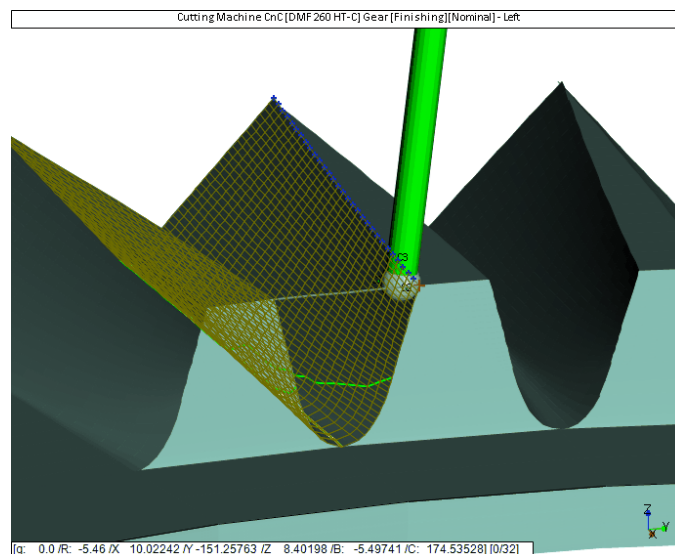 Cutting Machine CnC [DMF 260 HT-C] Gear [Finishing][Nominal] - Left
C3
Z
Y
X
[q: 0.0 /R: -5.46 /X 10.02242 /Y -151.25763 /Z 8.40198 /B: -5.49741 /C: 174.53528] [0/32]